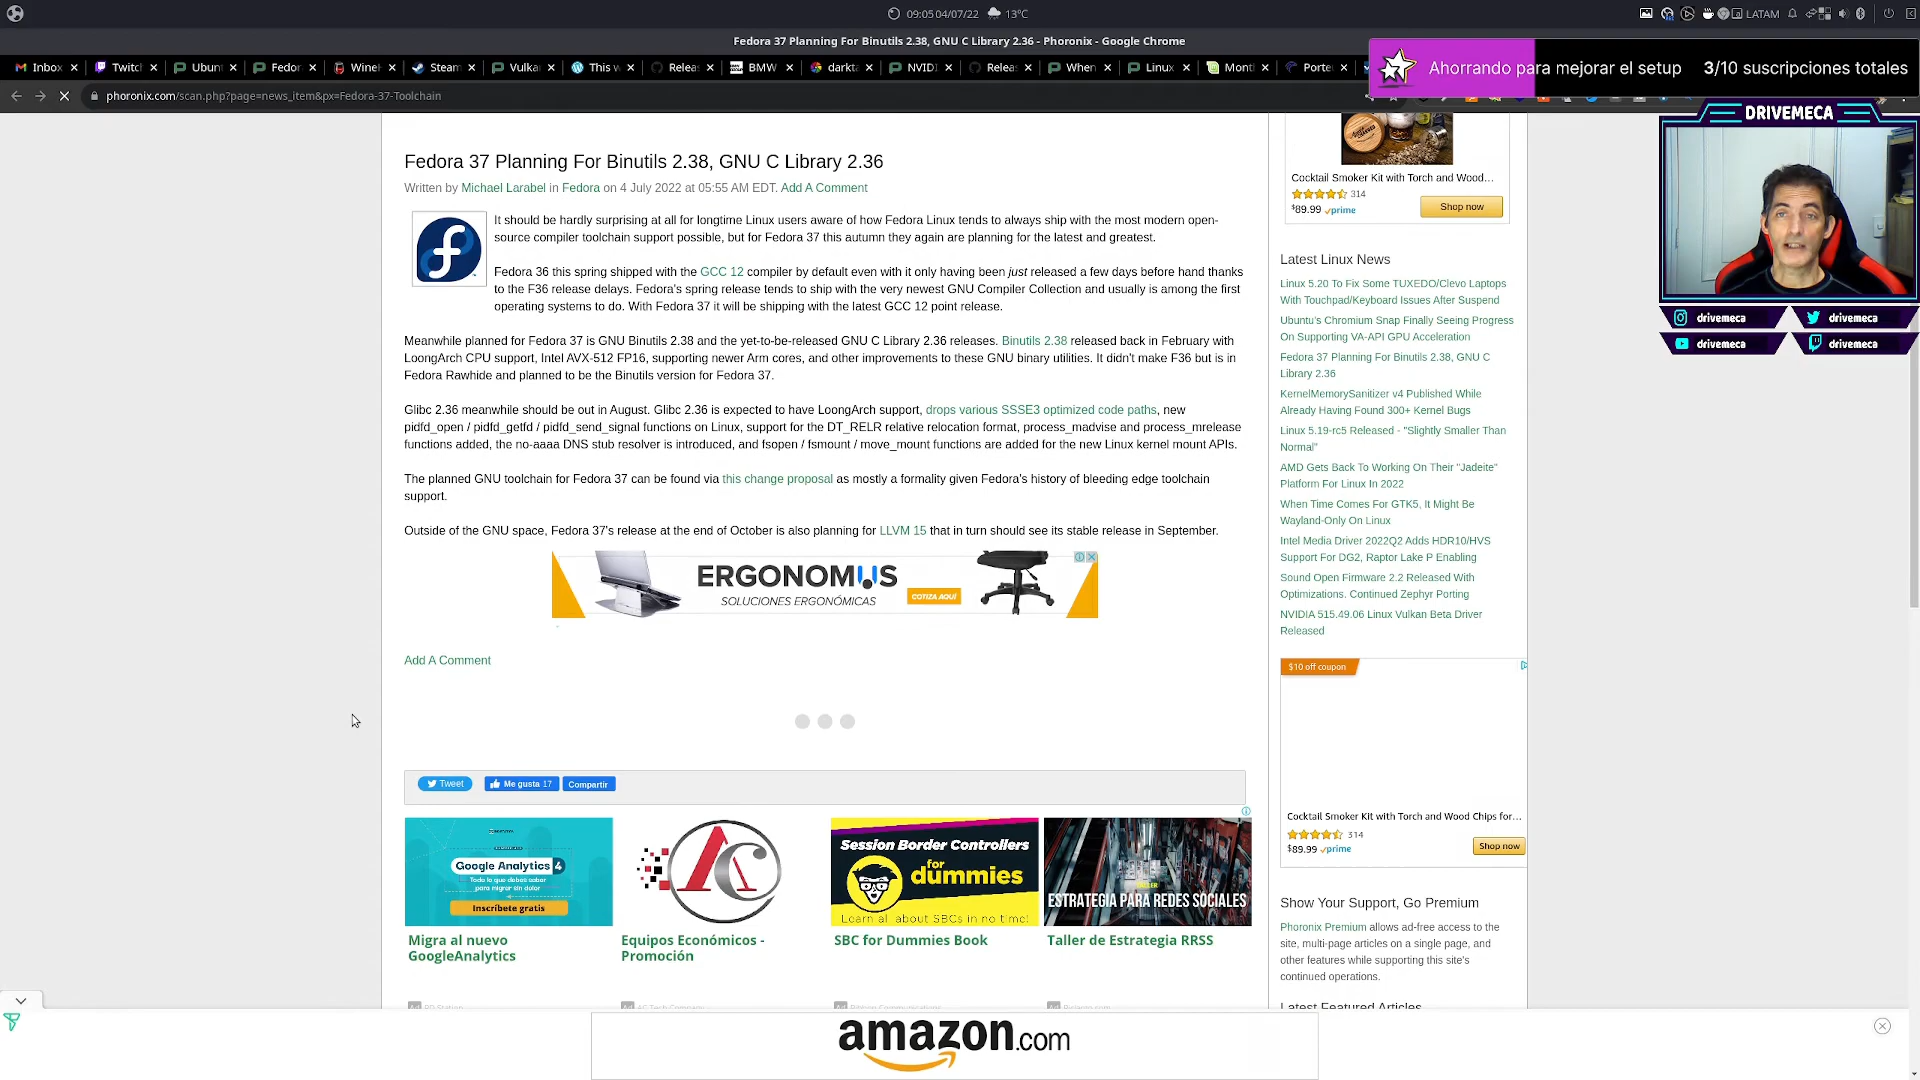 09:05 04/07/22 13°C
LATAM
Fedora 37 Planning For Binutils 2.38, GNU C Library 2.36 - Phoronix - Google Chrome
Inbox Twitch Ubunt Fedor WineH Steam Vulka This w Releas BMW darkta NVIDI Releas When Linux Month Porte
Ahorrando para mejorar el setup 3/10 suscripciones totales
phoronix.com/scan.php?page=news_item&px=Fedora-37-Toolchain
DRIVEMECA
drivemeca drivemeca
drivemeca drivemeca
Fedora 37 Planning For Binutils 2.38, GNU C Library 2.36
Written by Michael Larabel in Fedora on 4 July 2022 at 05:55 AM EDT. Add A Comment
It should be hardly surprising at all for longtime Linux users aware of how Fedora Linux tends to always ship with the most modern open-
source compiler toolchain support possible, but for Fedora 37 this autumn they again are planning for the latest and greatest.
Fedora 36 this spring shipped with the GCC 12 compiler by default even with it only having been just released a few days before hand thanks
to the F36 release delays. Fedora's spring release tends to ship with the very newest GNU Compiler Collection and usually is among the first
operating systems to do. With Fedora 37 it will be shipping with the latest GCC 12 point release.
Meanwhile planned for Fedora 37 is GNU Binutils 2.38 and the yet-to-be-released GNU C Library 2.36 releases. Binutils 2.38 released back in February with
LoongArch CPU support, Intel AVX-512 FP16, supporting newer Arm cores, and other improvements to these GNU binary utilities. It didn't make F36 but is in
Fedora Rawhide and planned to be the Binutils version for Fedora 37.
Glibc 2.36 meanwhile should be out in August. Glibc 2.36 is expected to have LoongArch support, drops various SSSE3 optimized code paths, new
pidfd_open / pidfd_getfd / pidfd_send_signal functions on Linux, support for the DT_RELR relative relocation format, process_madvise and process_mrelease
functions added, the no-aaaa DNS stub resolver is introduced, and fsopen / fsmount / move_mount functions are added for the new Linux kernel mount APIs.
The planned GNU toolchain for Fedora 37 can be found via this change proposal as mostly a formality given Fedora's history of bleeding edge toolchain
support.
Outside of the GNU space, Fedora 37's release at the end of October is also planning for LLVM 15 that in turn should see its stable release in September.
ERGONOMUS
SOLUCIONES ERGONÓMICAS COTIZA AQUÍ
Add A Comment
Tweet Me gusta 17 Compartir
Google Analytics 4
Todo lo que debes saber
para migrar sin dolor
Inscríbete gratis
Migra al nuevo
GoogleAnalytics
AC
Equipos Económicos -
Promoción
Session Border Controllers
for
dummies
Learn all about SBCs in no time!
SBC for Dummies Book
TALLER
ESTRATEGIA PARA REDES SOCIALES
Taller de Estrategia RRSS
Cocktail Smoker Kit with Torch and Wood...
314
$89.99 prime Shop now
Latest Linux News
Linux 5.20 To Fix Some TUXEDO/Clevo Laptops
With Touchpad/Keyboard Issues After Suspend
Ubuntu's Chromium Snap Finally Seeing Progress
On Supporting VA-API GPU Acceleration
Fedora 37 Planning For Binutils 2.38, GNU C
Library 2.36
KernelMemorySanitizer v4 Published While
Already Having Found 300+ Kernel Bugs
Linux 5.19-rc5 Released - "Slightly Smaller Than
Normal"
AMD Gets Back To Working On Their "Jadeite"
Platform For Linux In 2022
When Time Comes For GTK5, It Might Be
Wayland-Only On Linux
Intel Media Driver 2022Q2 Adds HDR10/HVS
Support For DG2, Raptor Lake P Enabling
Sound Open Firmware 2.2 Released With
Optimizations. Continued Zephyr Porting
NVIDIA 515.49.06 Linux Vulkan Beta Driver
Released
$10 off coupon
Cocktail Smoker Kit with Torch and Wood Chips for...
314
$89.99 prime Shop now
Show Your Support, Go Premium
Phoronix Premium allows ad-free access to the
site, multi-page articles on a single page, and
other features while supporting this site's
continued operations.
Latest Featured Articles
amazon.com